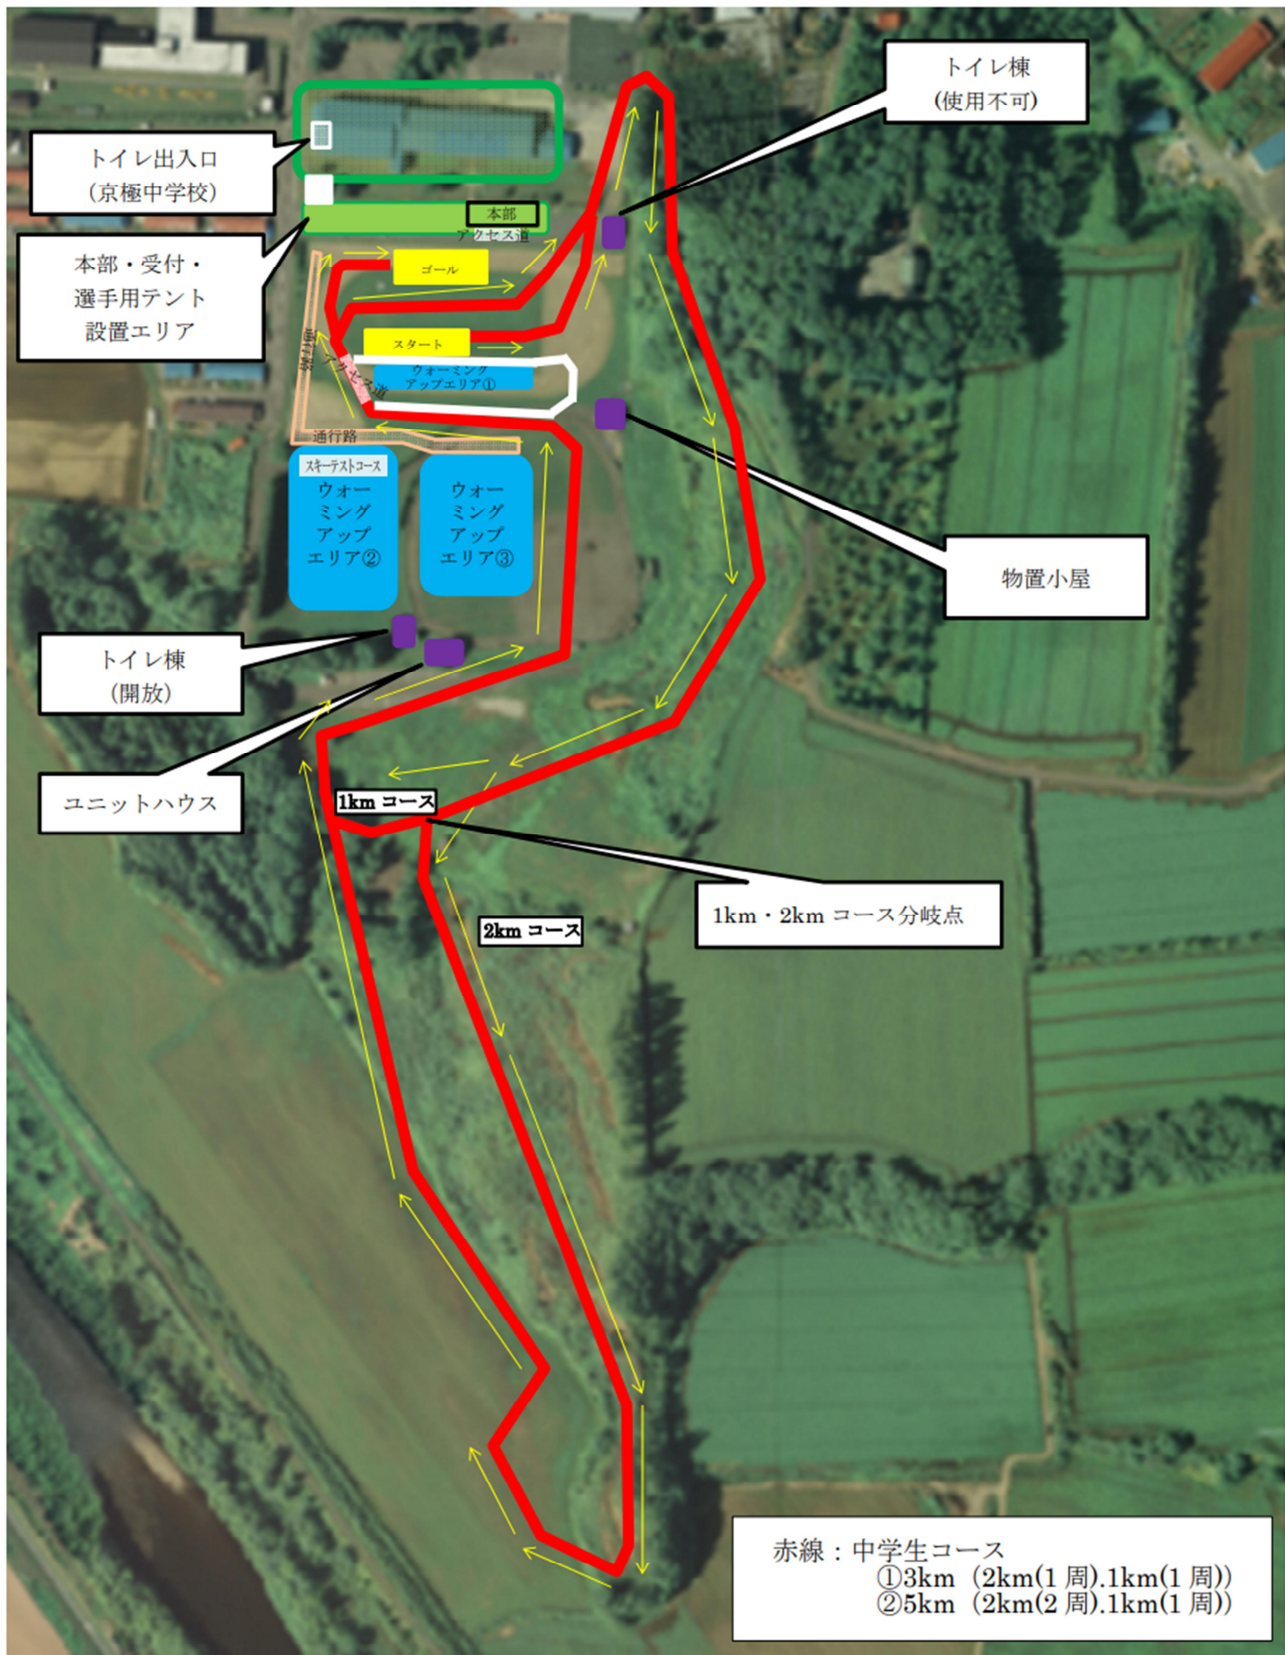 トイレ棟
(使用不可)
トイレ出入口
(京極中学校)
本部
アクセス道
本部・受付・
選手用テント
設置エリア
ゴール
スタート
アクセス道
ウォーミング
アップエリア①
通行路
スキーテストコース
ウォー
ミング
アップ
エリア②
ウォー
ミング
アップ
エリア③
物置小屋
トイレ棟
(開放)
ユニットハウス
1km コース
1km・2km コース分岐点
2km コース
赤線：中学生コース
①3km（2km(1 周).1km(1 周)）
②5km（2km(2 周).1km(1 周)）